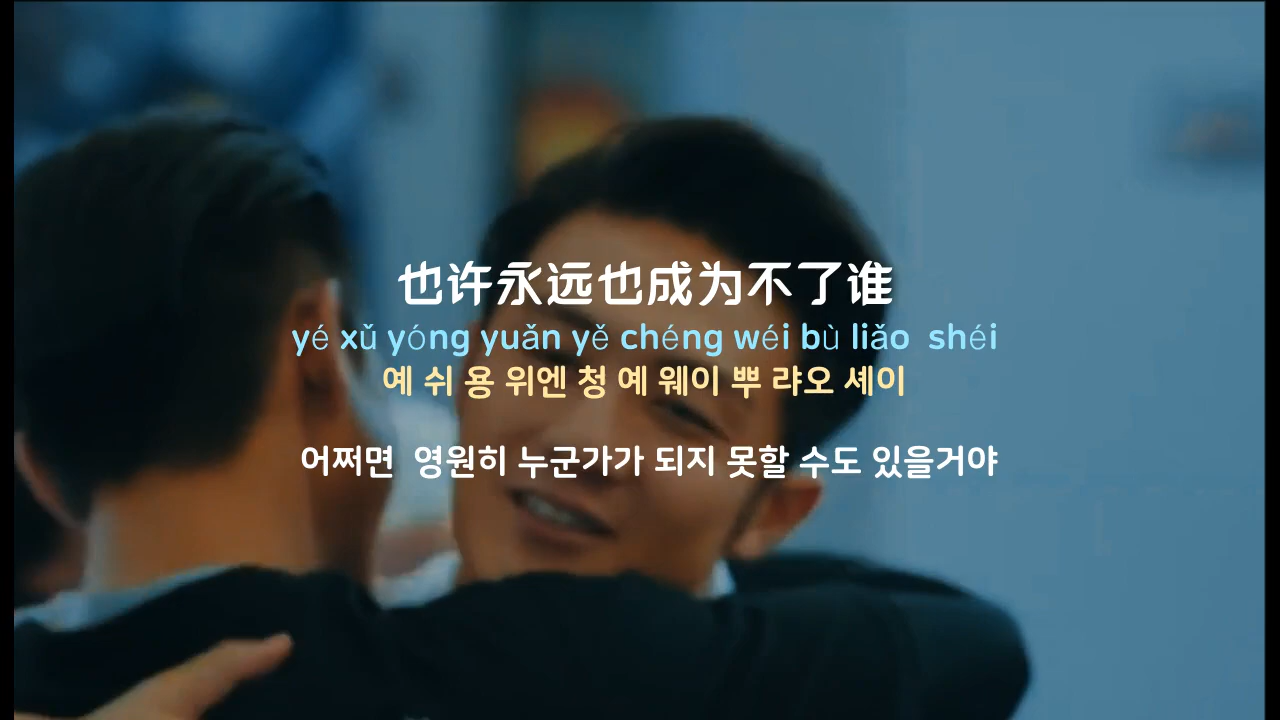 也许永远也成为不了谁
yé xǔ yóng yuǎn yě chéng wéi bù liǎo  shéi
예 쉬 용 위엔 청 예 웨이 뿌 랴오 셰이
어쩌면  영원히 누군가가 되지 못할 수도 있을거야